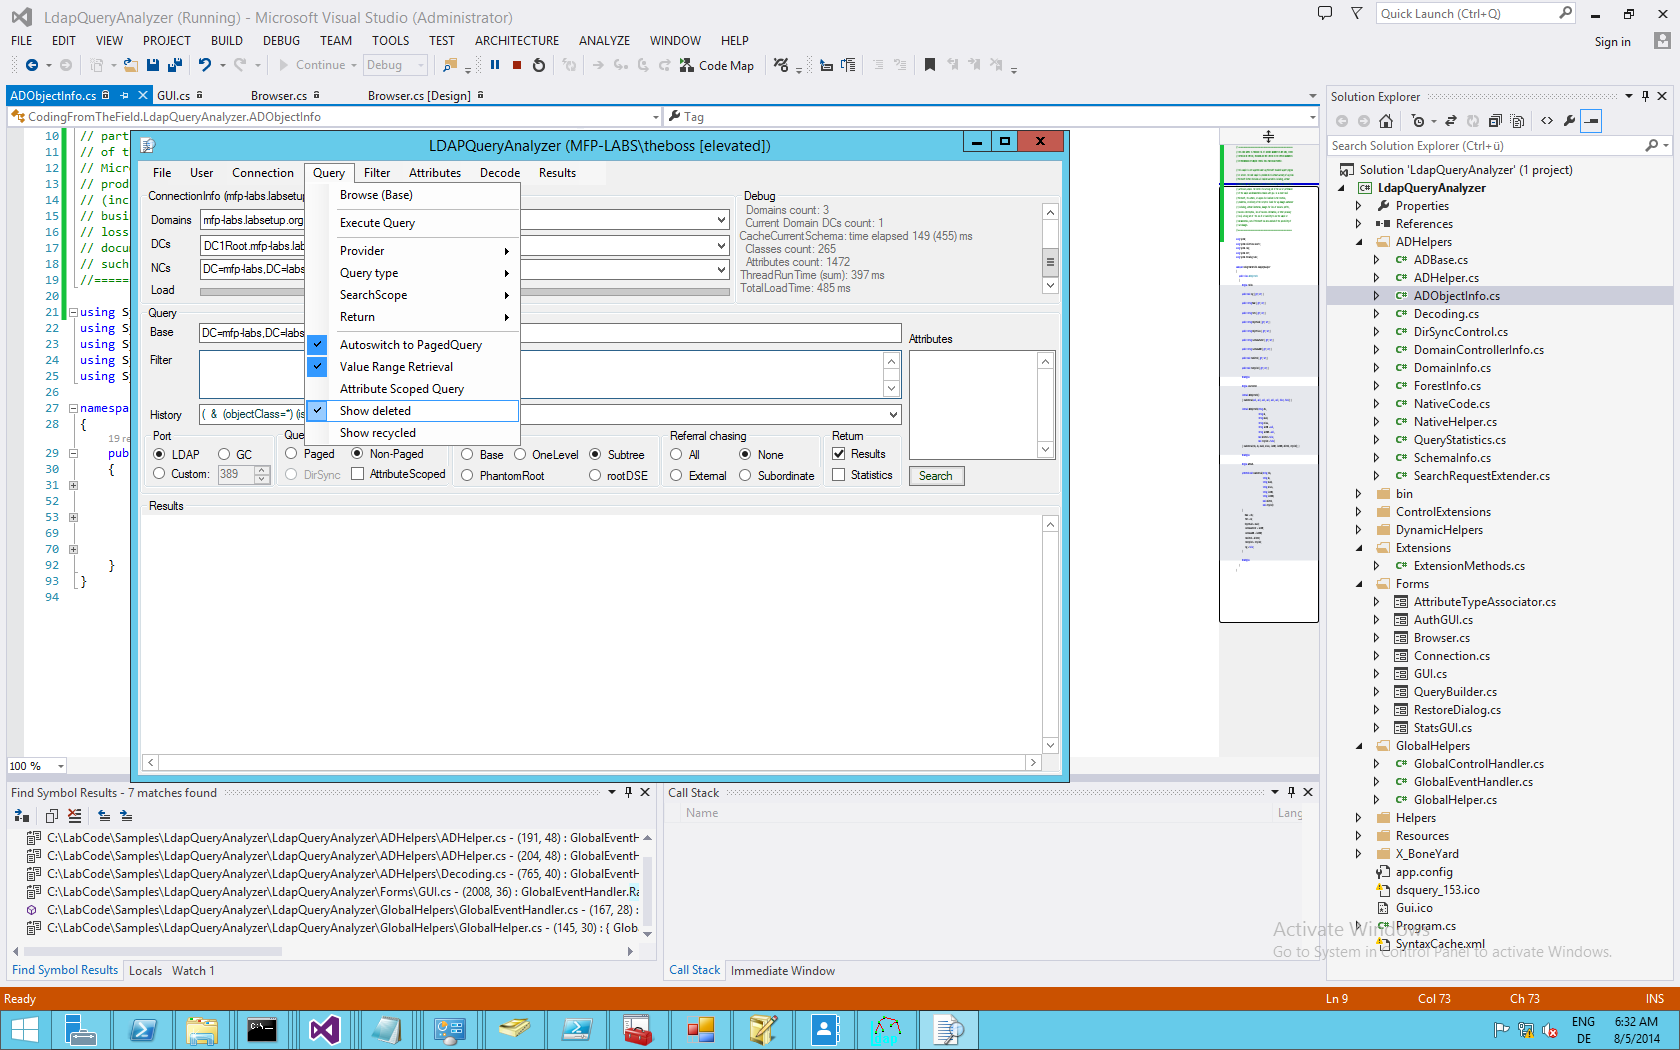 LdapQueryAnalyzer (Running) - Microsoft Visual Studio (Administrator)
Quick Launch (Ctrl+Q)
FILE EDIT VIEW PROJECT BUILD DEBUG TEAM TOOLS TEST ARCHITECTURE ANALYZE WINDOW HELP
Sign in
Continue Debug Code Map
ADObjectInfo.cs GUI.cs Browser.cs Browser.cs [Design]
CodingFromTheField.LdapQueryAnalyzer.ADObjectInfo Tag
10 // part
11 // of t
12 // Micr
13 // prod
14 // (inc
15 // busi
16 // loss
17 // docu
18 // such
19 //=====
20
21 using S
22 using S
23 using S
24 using S
25 using S
26
27 namespa
28 {
19 re
29 pub
30 {
31
52
53
69
70
92 }
93 }
94
100 %
LDAPQueryAnalyzer (MFP-LABS\theboss [elevated])
File User Connection Query Filter Attributes Decode Results
ConnectionInfo (mfp-labs.labsetup
Domains mfp-labs.labsetup.org
DCs DC1Root.mfp-labs.lab
NCs DC=mfp-labs,DC=labs
Load
Debug
Domains count: 3
Current Domain DCs count: 1
CacheCurrentSchema: time elapsed 149 (455) ms
Classes count: 265
Attributes count: 1472
ThreadRunTime (sum): 397 ms
TotalLoadTime: 485 ms
Browse (Base)
Execute Query
Provider
Query type
SearchScope
Return
Autoswitch to PagedQuery
Value Range Retrieval
Attribute Scoped Query
Show deleted
Show recycled
Query
Base DC=mfp-labs,DC=labs
Filter
History ( & (objectClass=*) (is
Attributes
Port
LDAP GC
Custom: 389
Que
Paged Non-Paged
DirSync AttributeScoped
Base OneLevel Subtree
PhantomRoot rootDSE
Referral chasing
All None
External Subordinate
Return
Results
Statistics
Search
Results
Solution Explorer
Search Solution Explorer (Ctrl+ü)
Solution 'LdapQueryAnalyzer' (1 project)
LdapQueryAnalyzer
Properties
References
ADHelpers
ADBase.cs
ADHelper.cs
ADObjectInfo.cs
Decoding.cs
DirSyncControl.cs
DomainControllerInfo.cs
DomainInfo.cs
ForestInfo.cs
NativeCode.cs
NativeHelper.cs
QueryStatistics.cs
SchemaInfo.cs
SearchRequestExtender.cs
bin
ControlExtensions
DynamicHelpers
Extensions
ExtensionMethods.cs
Forms
AttributeTypeAssociator.cs
AuthGUI.cs
Browser.cs
Connection.cs
GUI.cs
QueryBuilder.cs
RestoreDialog.cs
StatsGUI.cs
GlobalHelpers
GlobalControlHandler.cs
GlobalEventHandler.cs
GlobalHelper.cs
Helpers
Resources
X_BoneYard
app.config
dsquery_153.ico
Gui.ico
Program.cs
SyntaxCache.xml
Activate Windows
Go to System in Control Panel to activate Windows.
Find Symbol Results - 7 matches found
C:\LabCode\Samples\LdapQueryAnalyzer\LdapQueryAnalyzer\ADHelpers\ADHelper.cs - (191, 48) : GlobalEventH
C:\LabCode\Samples\LdapQueryAnalyzer\LdapQueryAnalyzer\ADHelpers\ADHelper.cs - (204, 48) : GlobalEventH
C:\LabCode\Samples\LdapQueryAnalyzer\LdapQueryAnalyzer\ADHelpers\Decoding.cs - (765, 40) : GlobalEventH
C:\LabCode\Samples\LdapQueryAnalyzer\LdapQueryAnalyzer\Forms\GUI.cs - (2008, 36) : GlobalEventHandler.Ra
C:\LabCode\Samples\LdapQueryAnalyzer\LdapQueryAnalyzer\GlobalHelpers\GlobalEventHandler.cs - (167, 28) :
C:\LabCode\Samples\LdapQueryAnalyzer\LdapQueryAnalyzer\GlobalHelpers\GlobalHelper.cs - (145, 30) : { Glob
Find Symbol Results Locals Watch 1
Call Stack
Name Lang
Call Stack Immediate Window
Ready Ln 9 Col 73 Ch 73 INS
ldap
ENG
DE
6:32 AM
8/5/2014